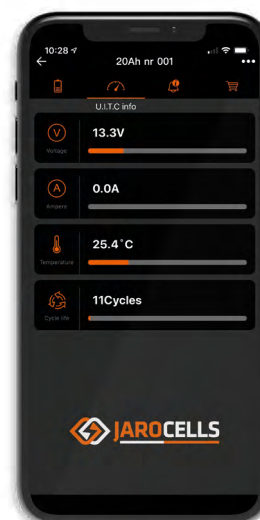 10:28
20Ah nr 001
U.I.T.C info
V
13.3V
Voltage
A
0.0A
Ampere
25.4°C
Temperature
11Cycles
Cycle life
JAROCELLS